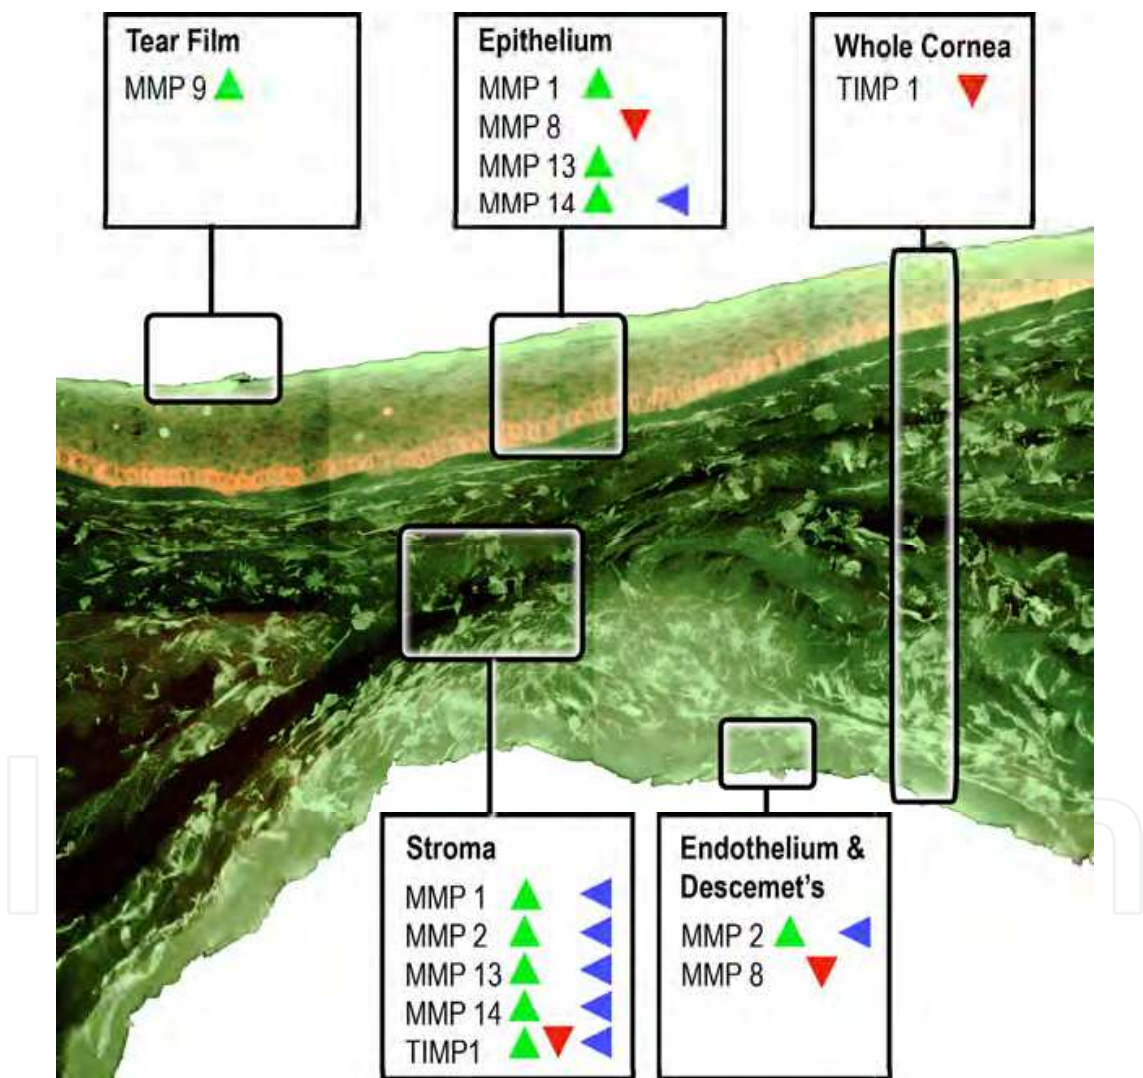 Tear Film
MMP 9
Epithelium
MMP 1
MMP 8
MMP 13
MMP 14
Whole Cornea
TIMP 1
Stroma
MMP 1
MMP 2
MMP 13
MMP 14
TIMP1
Endothelium &
Descemet's
MMP 2
MMP 8